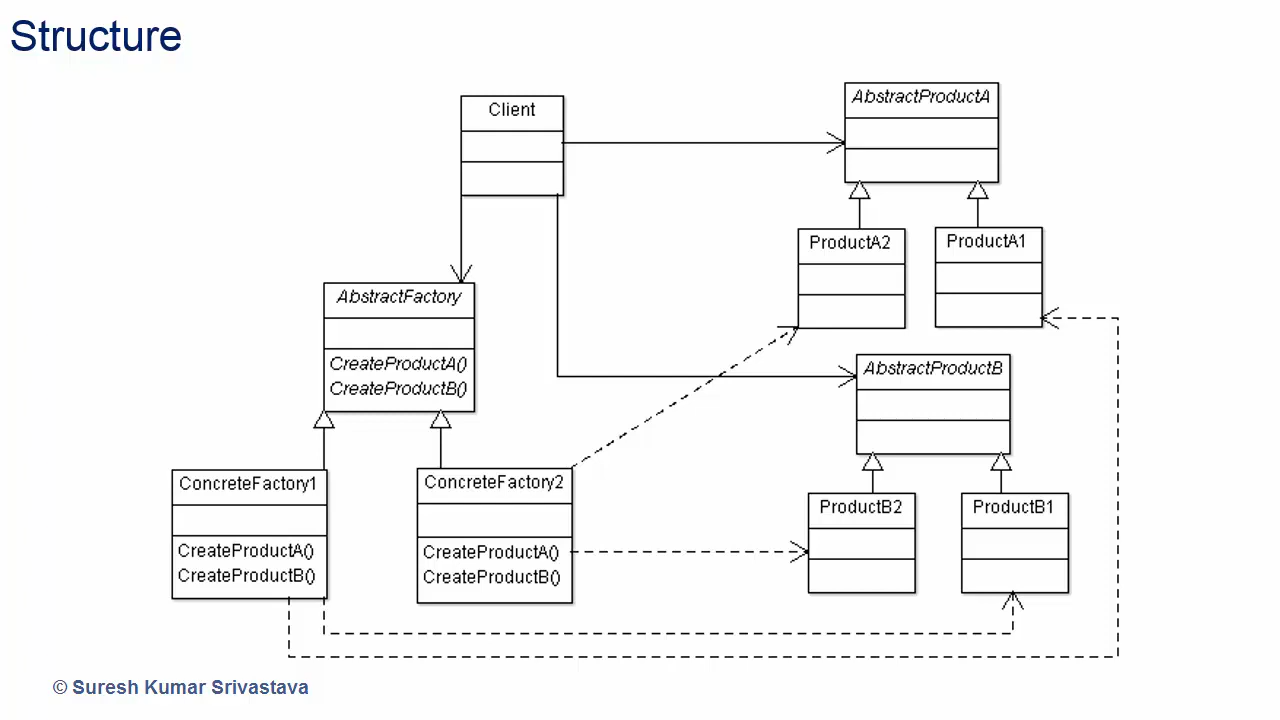 Structure
Client
AbstractProductA
ProductA2
ProductA1
AbstractFactory
CreateProductA()
CreateProductB()
AbstractProductB
ConcreteFactory1
CreateProductA()
CreateProductB()
ConcreteFactory2
CreateProductA()
CreateProductB()
ProductB2
ProductB1
© Suresh Kumar Srivastava